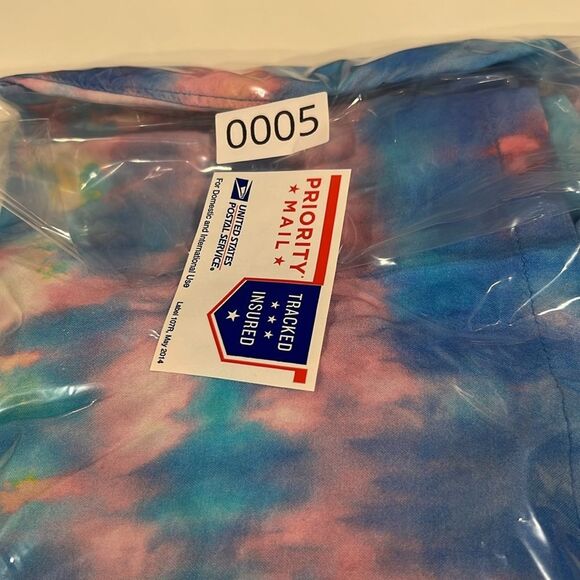 0005
PRIORITY®
★ MAIL ★
UNITED STATES
POSTAL SERVICE®
For Domestic and International Use
TRACKED
★ ★ ★
INSURED
★
Label 107R, May 2014